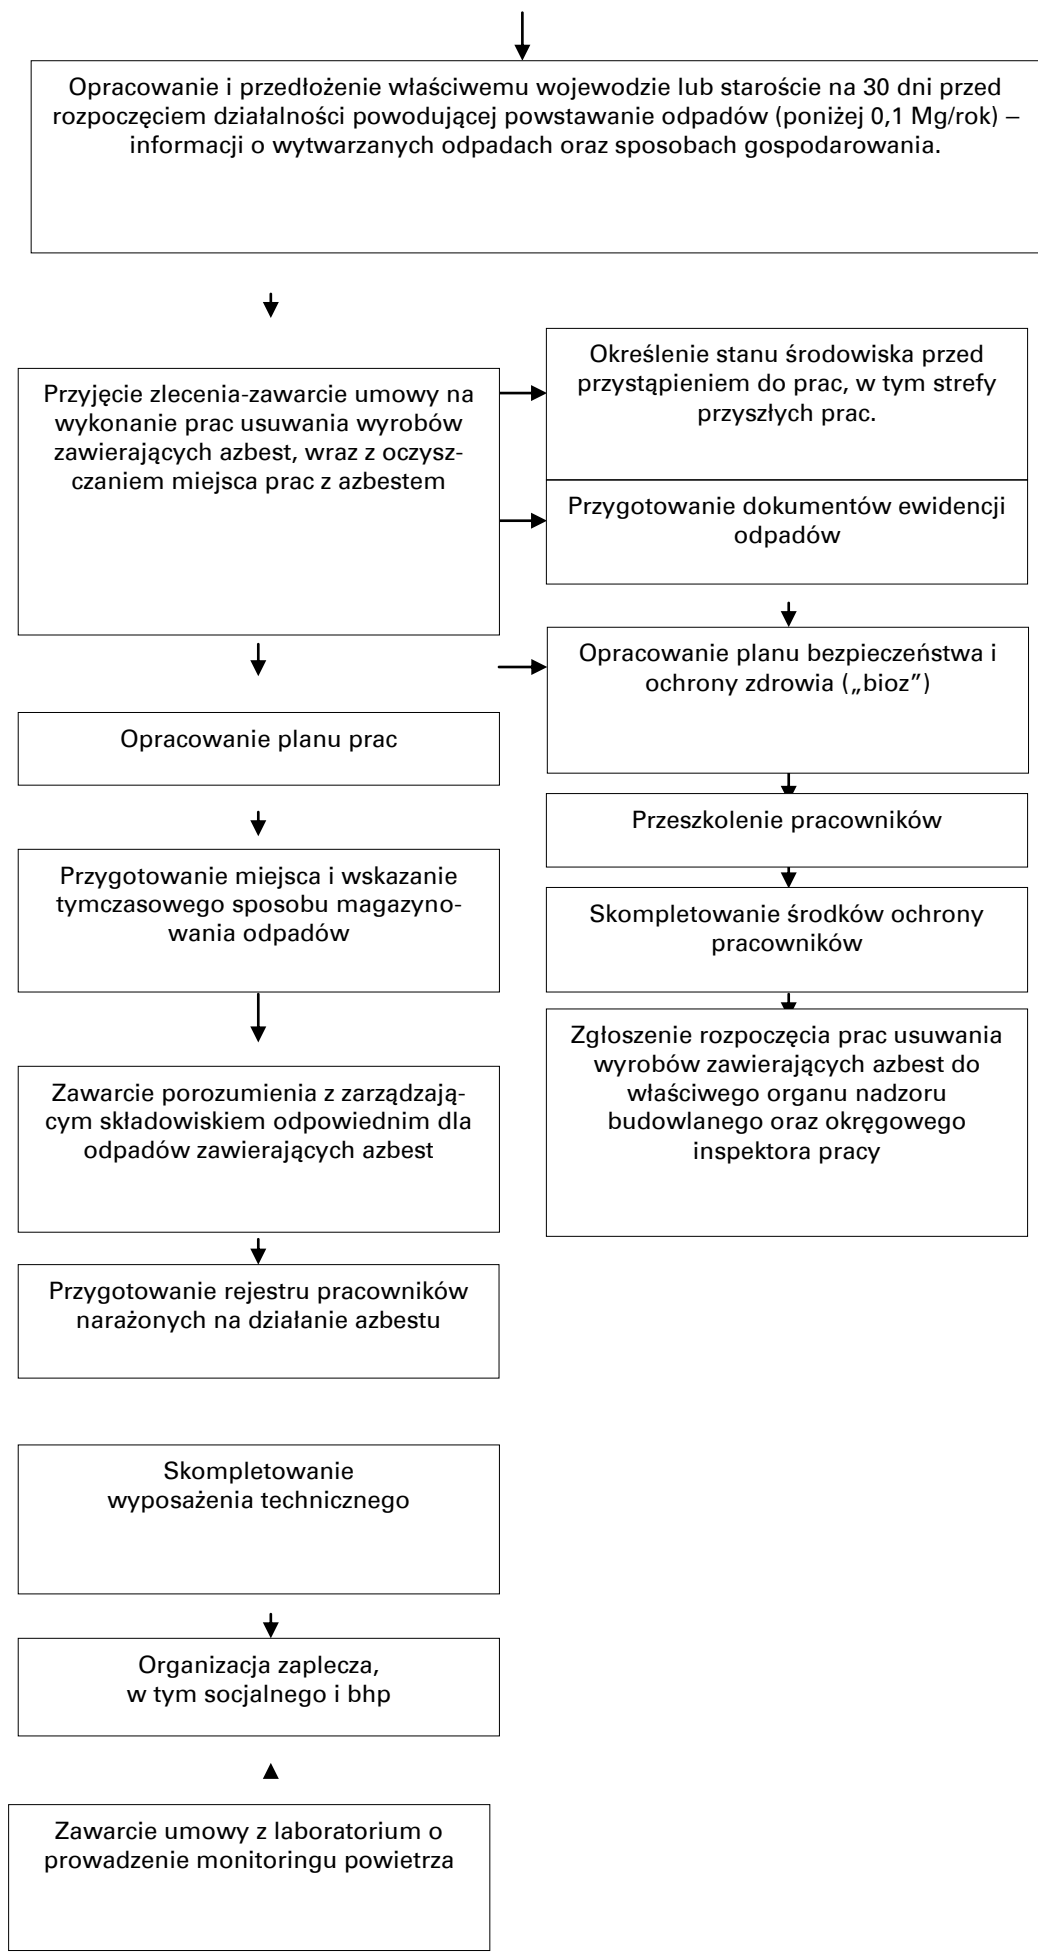 Opracowanie i przedłożenie właściwemu wojewodzie lub staroście na 30 dni przed
rozpoczęciem działalności powodującej powstawanie odpadów (poniżej 0,1 Mg/rok) –
informacji o wytwarzanych odpadach oraz sposobach gospodarowania.
Przyjęcie zlecenia-zawarcie umowy na
wykonanie prac usuwania wyrobów
zawierających azbest, wraz z oczysz-
czaniem miejsca prac z azbestem
Określenie stanu środowiska przed
przystąpieniem do prac, w tym strefy
przyszłych prac.
Przygotowanie dokumentów ewidencji
odpadów
Opracowanie planu bezpieczeństwa i
ochrony zdrowia („bioz”)
Opracowanie planu prac
Przeszkolenie pracowników
Przygotowanie miejsca i wskazanie
tymczasowego sposobu magazyno-
wania odpadów
Skompletowanie środków ochrony
pracowników
Zgłoszenie rozpoczęcia prac usuwania
wyrobów zawierających azbest do
właściwego organu nadzoru
budowlanego oraz okręgowego
inspektora pracy
Zawarcie porozumienia z zarządzają-
cym składowiskiem odpowiednim dla
odpadów zawierających azbest
Przygotowanie rejestru pracowników
narażonych na działanie azbestu
Skompletowanie
wyposażenia technicznego
Organizacja zaplecza,
w tym socjalnego i bhp
Zawarcie umowy z laboratorium o
prowadzenie monitoringu powietrza